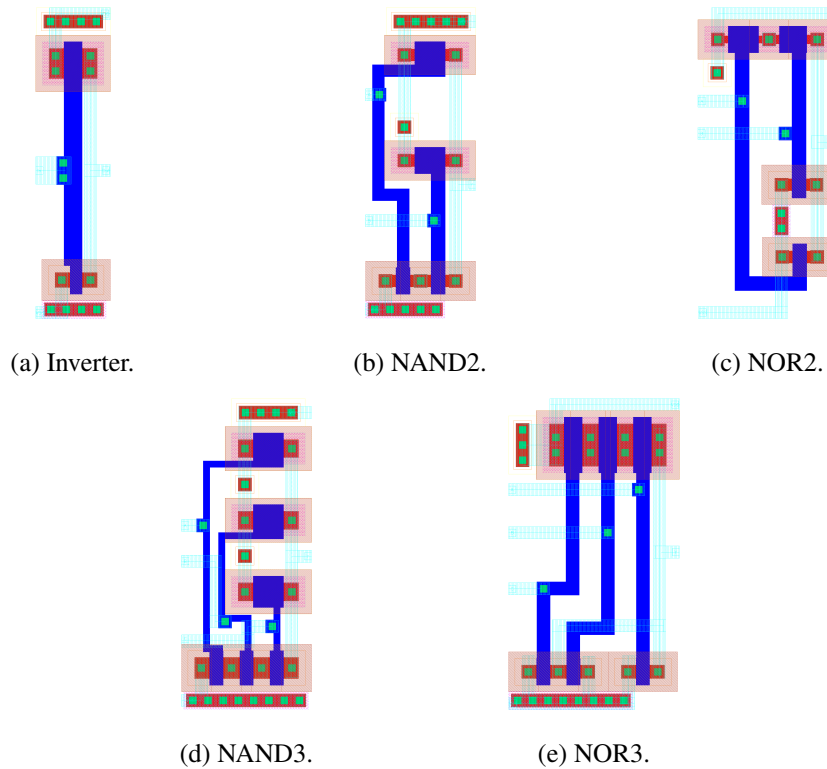 (a) Inverter.
(b) NAND2.
(c) NOR2.
(d) NAND3.
(e) NOR3.